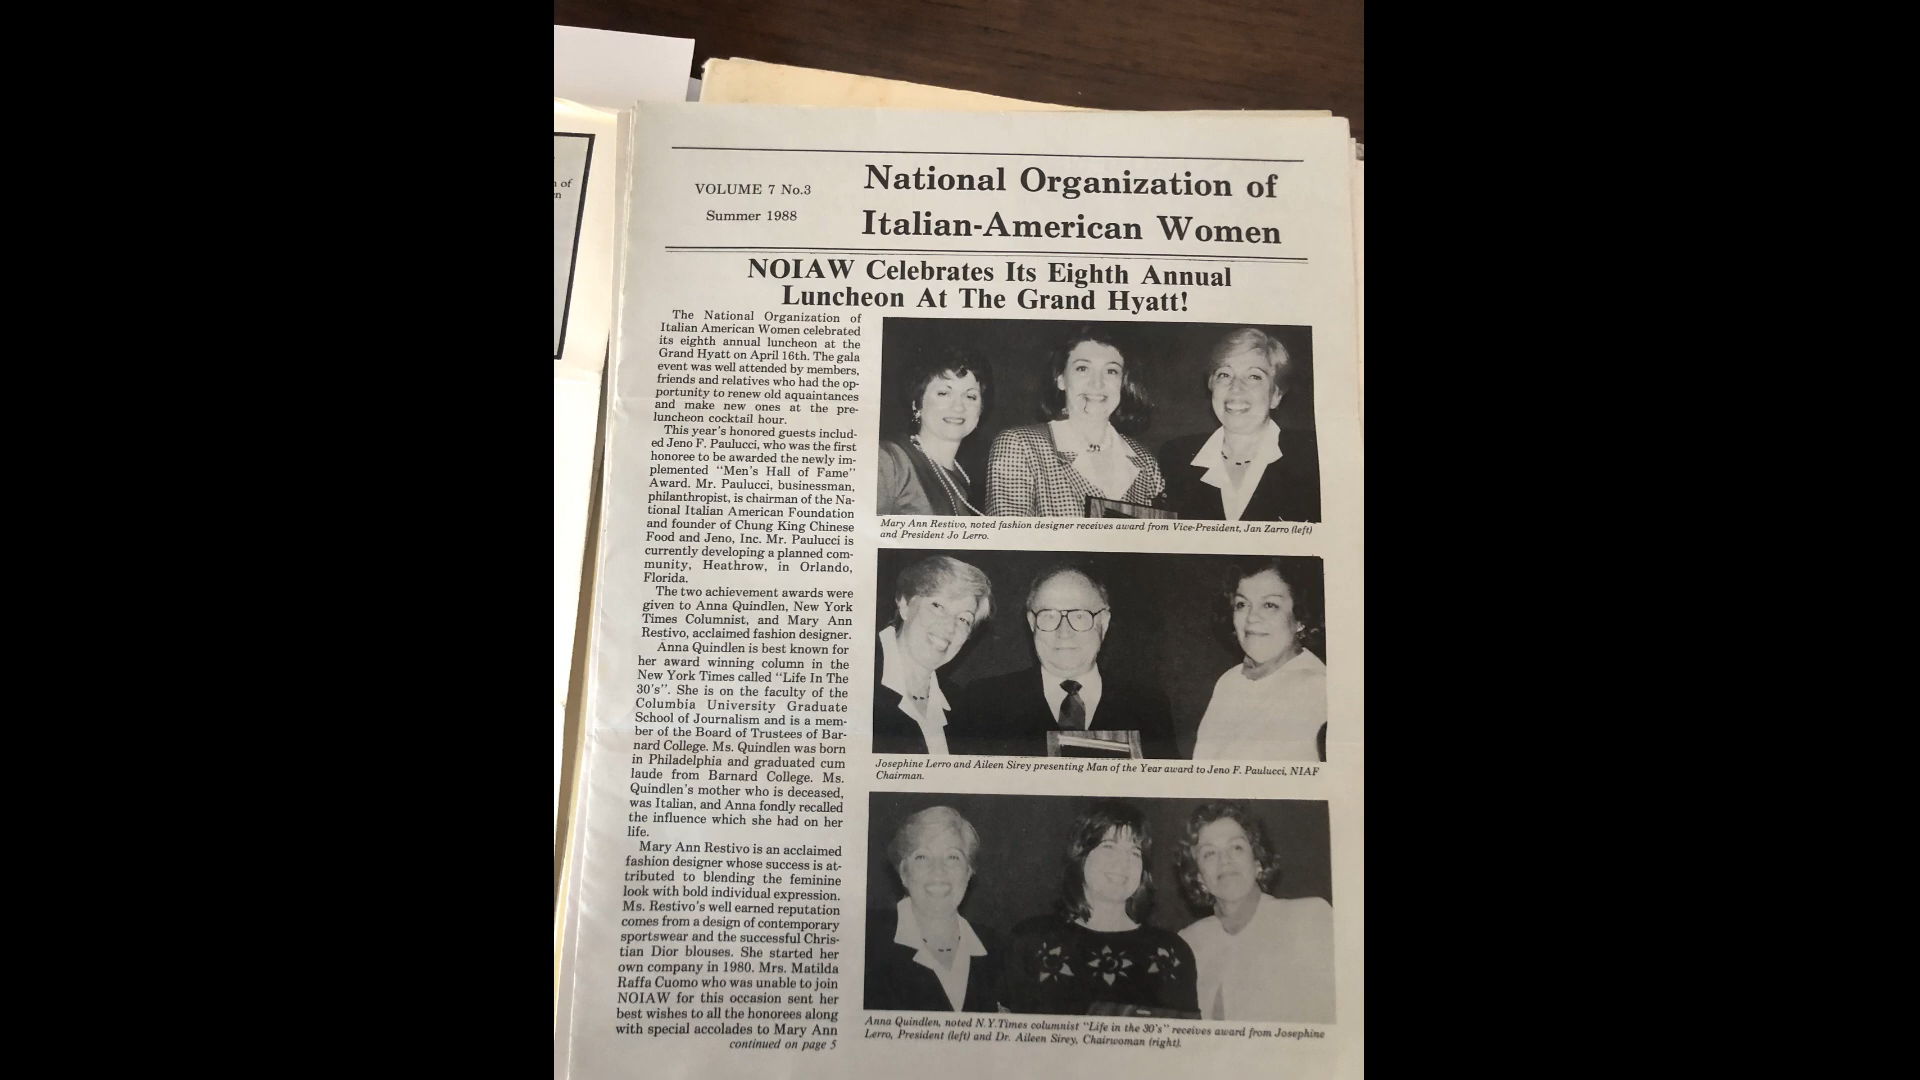 n of
n
VOLUME 7 No.3
Summer 1988
National Organization of
Italian-American Women
NOIAW Celebrates Its Eighth Annual
Luncheon At The Grand Hyatt!
The National Organization of
Italian American Women celebrated
its eighth annual luncheon at the
Grand Hyatt on April 16th. The gala
event was well attended by members,
friends and relatives who had the op-
portunity to renew old aquaintances
and make new ones at the pre-
luncheon cocktail hour.
This year's honored guests includ-
ed Jeno F. Paulucci, who was the first
honoree to be awarded the newly im-
plemented "Men's Hall of Fame"
Award. Mr. Paulucci, businessman,
philanthropist, is chairman of the Na-
tional Italian American Foundation
and founder of Chung King Chinese
Food and Jeno, Inc. Mr. Paulucci is
currently developing a planned com-
munity, Heathrow, in Orlando,
Florida.
The two achievement awards were
given to Anna Quindlen, New York
Times Columnist, and Mary Ann
Restivo, acclaimed fashion designer.
Anna Quindlen is best known for
her award winning column in the
New York Times called "Life In The
30's". She is on the faculty of the
Columbia University Graduate
School of Journalism and is a mem-
ber of the Board of Trustees of Bar-
nard College. Ms. Quindlen was born
in Philadelphia and graduated cum
laude from Barnard College. Ms.
Quindlen's mother who is deceased,
was Italian, and Anna fondly recalled
the influence which she had on her
life.
Mary Ann Restivo is an acclaimed
fashion designer whose success is at-
tributed to blending the feminine
look with bold individual expression.
Ms. Restivo's well earned reputation
comes from a design of contemporary
sportswear and the successful Chris-
tian Dior blouses. She started her
own company in 1980. Mrs. Matilda
Raffa Cuomo who was unable to join
NOIAW for this occasion sent her
best wishes to all the honorees along
with special accolades to Mary Ann
continued on page 5
Mary Ann Restivo, noted fashion designer receives award from Vice-President, Jan Zarro (left)
and President Jo Lerro.
Josephine Lerro and Aileen Sirey presenting Man of the Year award to Jeno F. Paulucci, NIAF
Chairman.
Anna Quindlen, noted N.Y.Times columnist "Life in the 30's" receives award from Josephine
Lerro, President (left) and Dr. Aileen Sirey, Chairwoman (right).